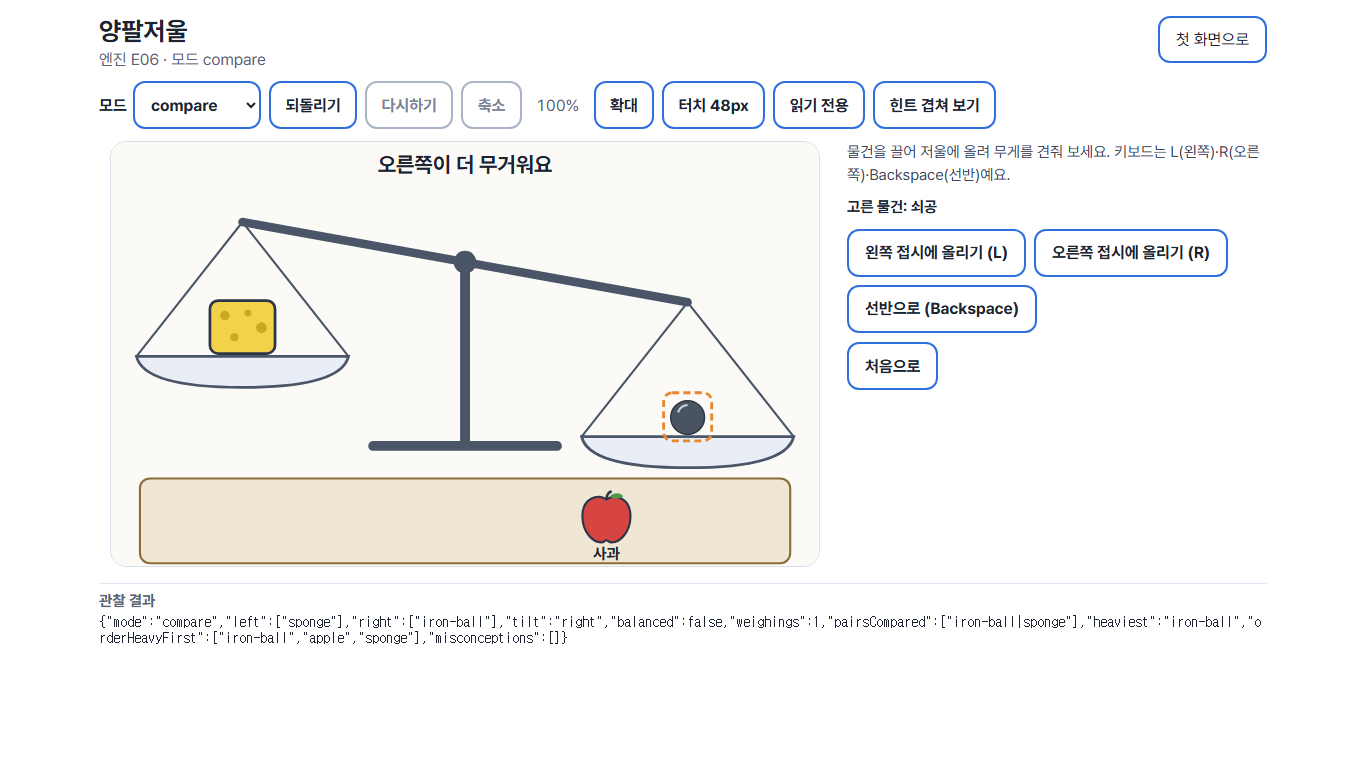 양팔저울
엔진 E06 · 모드 compare
첫 화면으로
모드 compare 되돌리기 다시하기 축소 100% 확대 터치 48px 읽기 전용 힌트 겹쳐 보기
오른쪽이 더 무거워요
사과
물건을 끌어 저울에 올려 무게를 견줘 보세요. 키보드는 L(왼쪽)·R(오른
쪽)·Backspace(선반)예요.
고른 물건: 쇠공
왼쪽 접시에 올리기 (L) 오른쪽 접시에 올리기 (R)
선반으로 (Backspace)
처음으로
관찰 결과
{"mode":"compare","left":["sponge"],"right":["iron-ball"],"tilt":"right","balanced":false,"weighings":1,"pairsCompared":["iron-ball|sponge"],"heaviest":"iron-ball","o
rderHeavyFirst":["iron-ball","apple","sponge"],"misconceptions":[]}